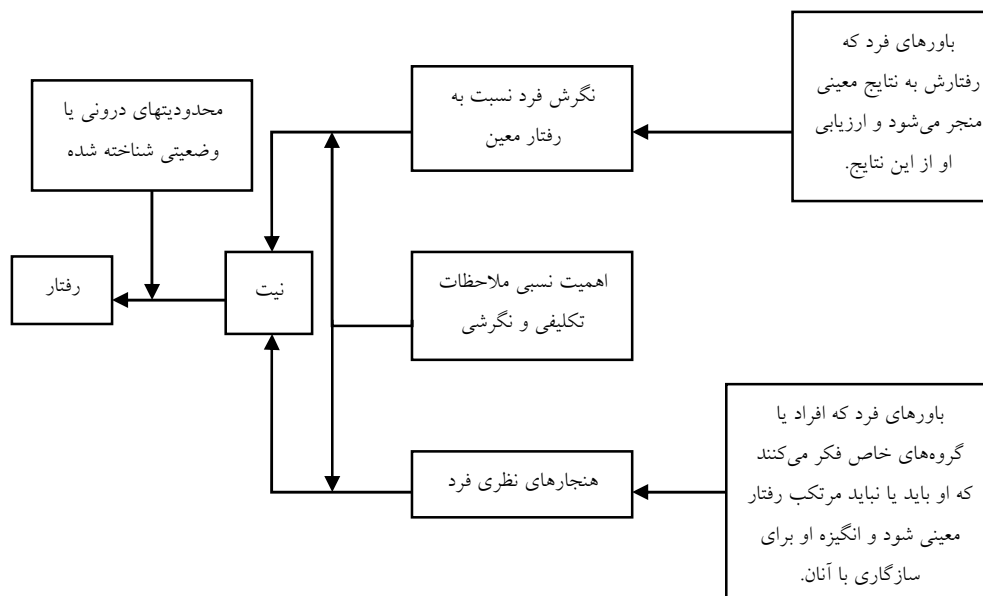 باورهای فرد که
رفتارش به نتایج معینی
منجر می‌شود و ارزیابی
او از این نتایج.
نگرش فرد نسبت به
رفتار معین
محدودیتهای درونی یا
وضعیتی شناخته شده
اهمیت نسبی ملاحظات
تکلیفی و نگرشی
نیت
رفتار
باورهای فرد که افراد یا
گروه‌های خاص فکر می‌کنند
که او باید یا نباید مرتکب رفتار
معینی شود و انگیزه او برای
سازگاری با آنان.
هنجارهای نظری فرد